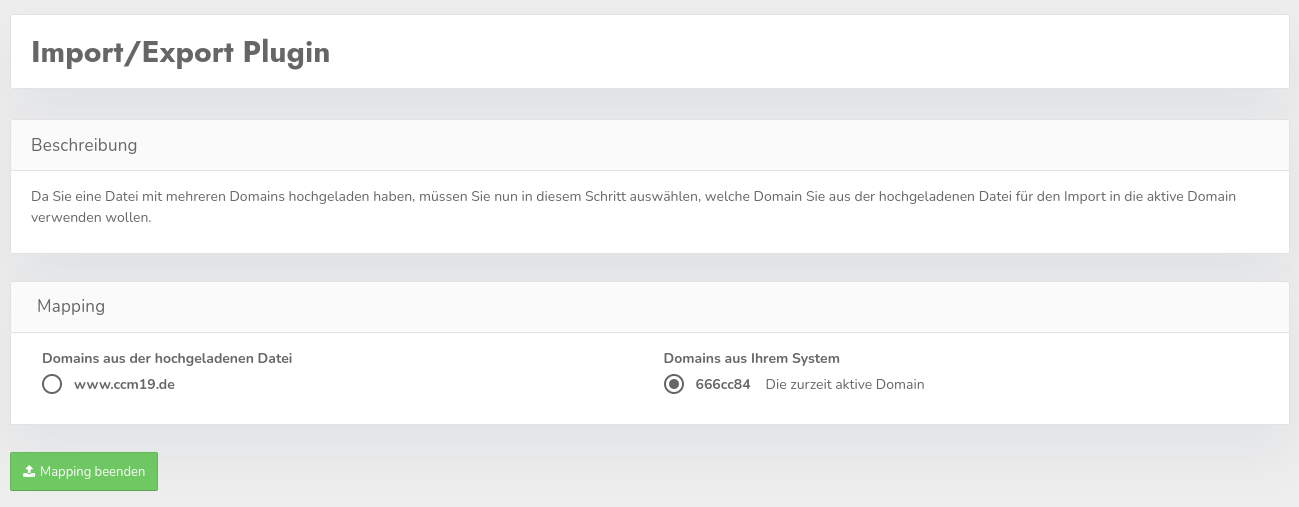 Import/Export Plugin
Beschreibung
Da Sie eine Datei mit mehreren Domains hochgeladen haben, müssen Sie nun in diesem Schritt auswählen, welche Domain Sie aus der hochgeladenen Datei für den Import in die aktive Domain
verwenden wollen.
Mapping
Domains aus der hochgeladenen Datei
Domains aus Ihrem System
www.ccm19.de
666cc84 Die zurzeit aktive Domain
Mapping beenden